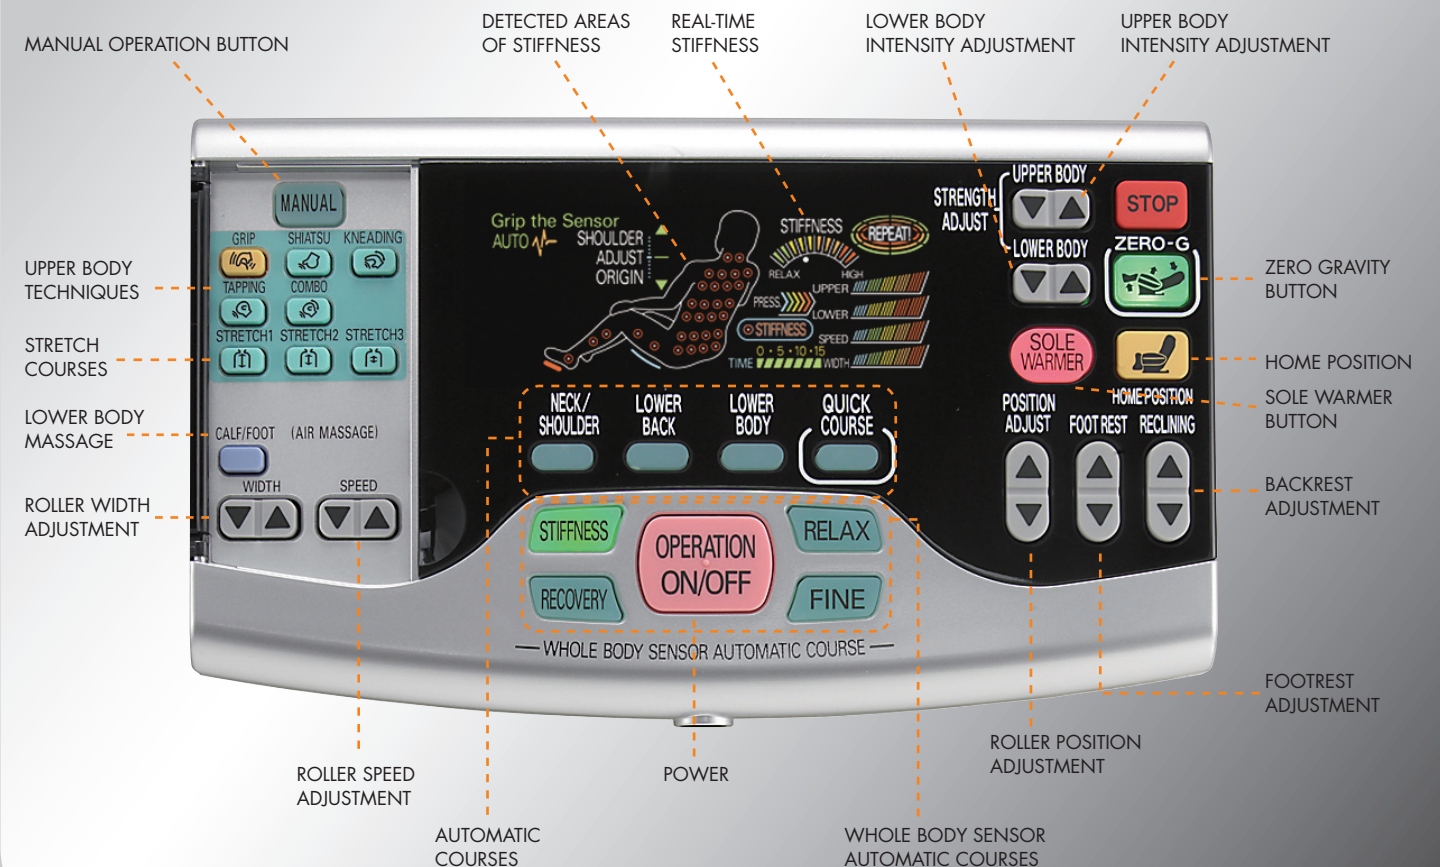 MANUAL OPERATION BUTTON
DETECTED AREAS
OF STIFFNESS
REAL-TIME
STIFFNESS
LOWER BODY
INTENSITY ADJUSTMENT
UPPER BODY
INTENSITY ADJUSTMENT
UPPER BODY
TECHNIQUES
STRETCH
COURSES
LOWER BODY
MASSAGE
ROLLER WIDTH
ADJUSTMENT
MANUAL
GRIP SHIATSU KNEADING
TAPPING COMBO
STRETCH1 STRETCH2 STRETCH3
CALF/FOOT (AIR MASSAGE)
WIDTH SPEED
Grip the Sensor
AUTO
SHOULDER
ADJUST
ORIGIN
STIFFNESS
REPEAT!
RELAX HIGH
UPPER
PRESS.
LOWER
STIFFNESS
SPEED
0 · 5 · 10 · 15
TIME
WIDTH
NECK/
SHOULDER
LOWER
BACK
LOWER
BODY
QUICK
COURSE
STIFFNESS
OPERATION
ON/OFF
RELAX
RECOVERY
FINE
WHOLE BODY SENSOR AUTOMATIC COURSE
UPPER BODY
STRENGTH
ADJUST
LOWER BODY
STOP
ZERO-G
SOLE
WARMER
HOME POSITION
POSITION
ADJUST
FOOT REST
RECLINING
ZERO GRAVITY
BUTTON
HOME POSITION
SOLE WARMER
BUTTON
BACKREST
ADJUSTMENT
FOOTREST
ADJUSTMENT
ROLLER POSITION
ADJUSTMENT
ROLLER SPEED
ADJUSTMENT
POWER
AUTOMATIC
COURSES
WHOLE BODY SENSOR
AUTOMATIC COURSES